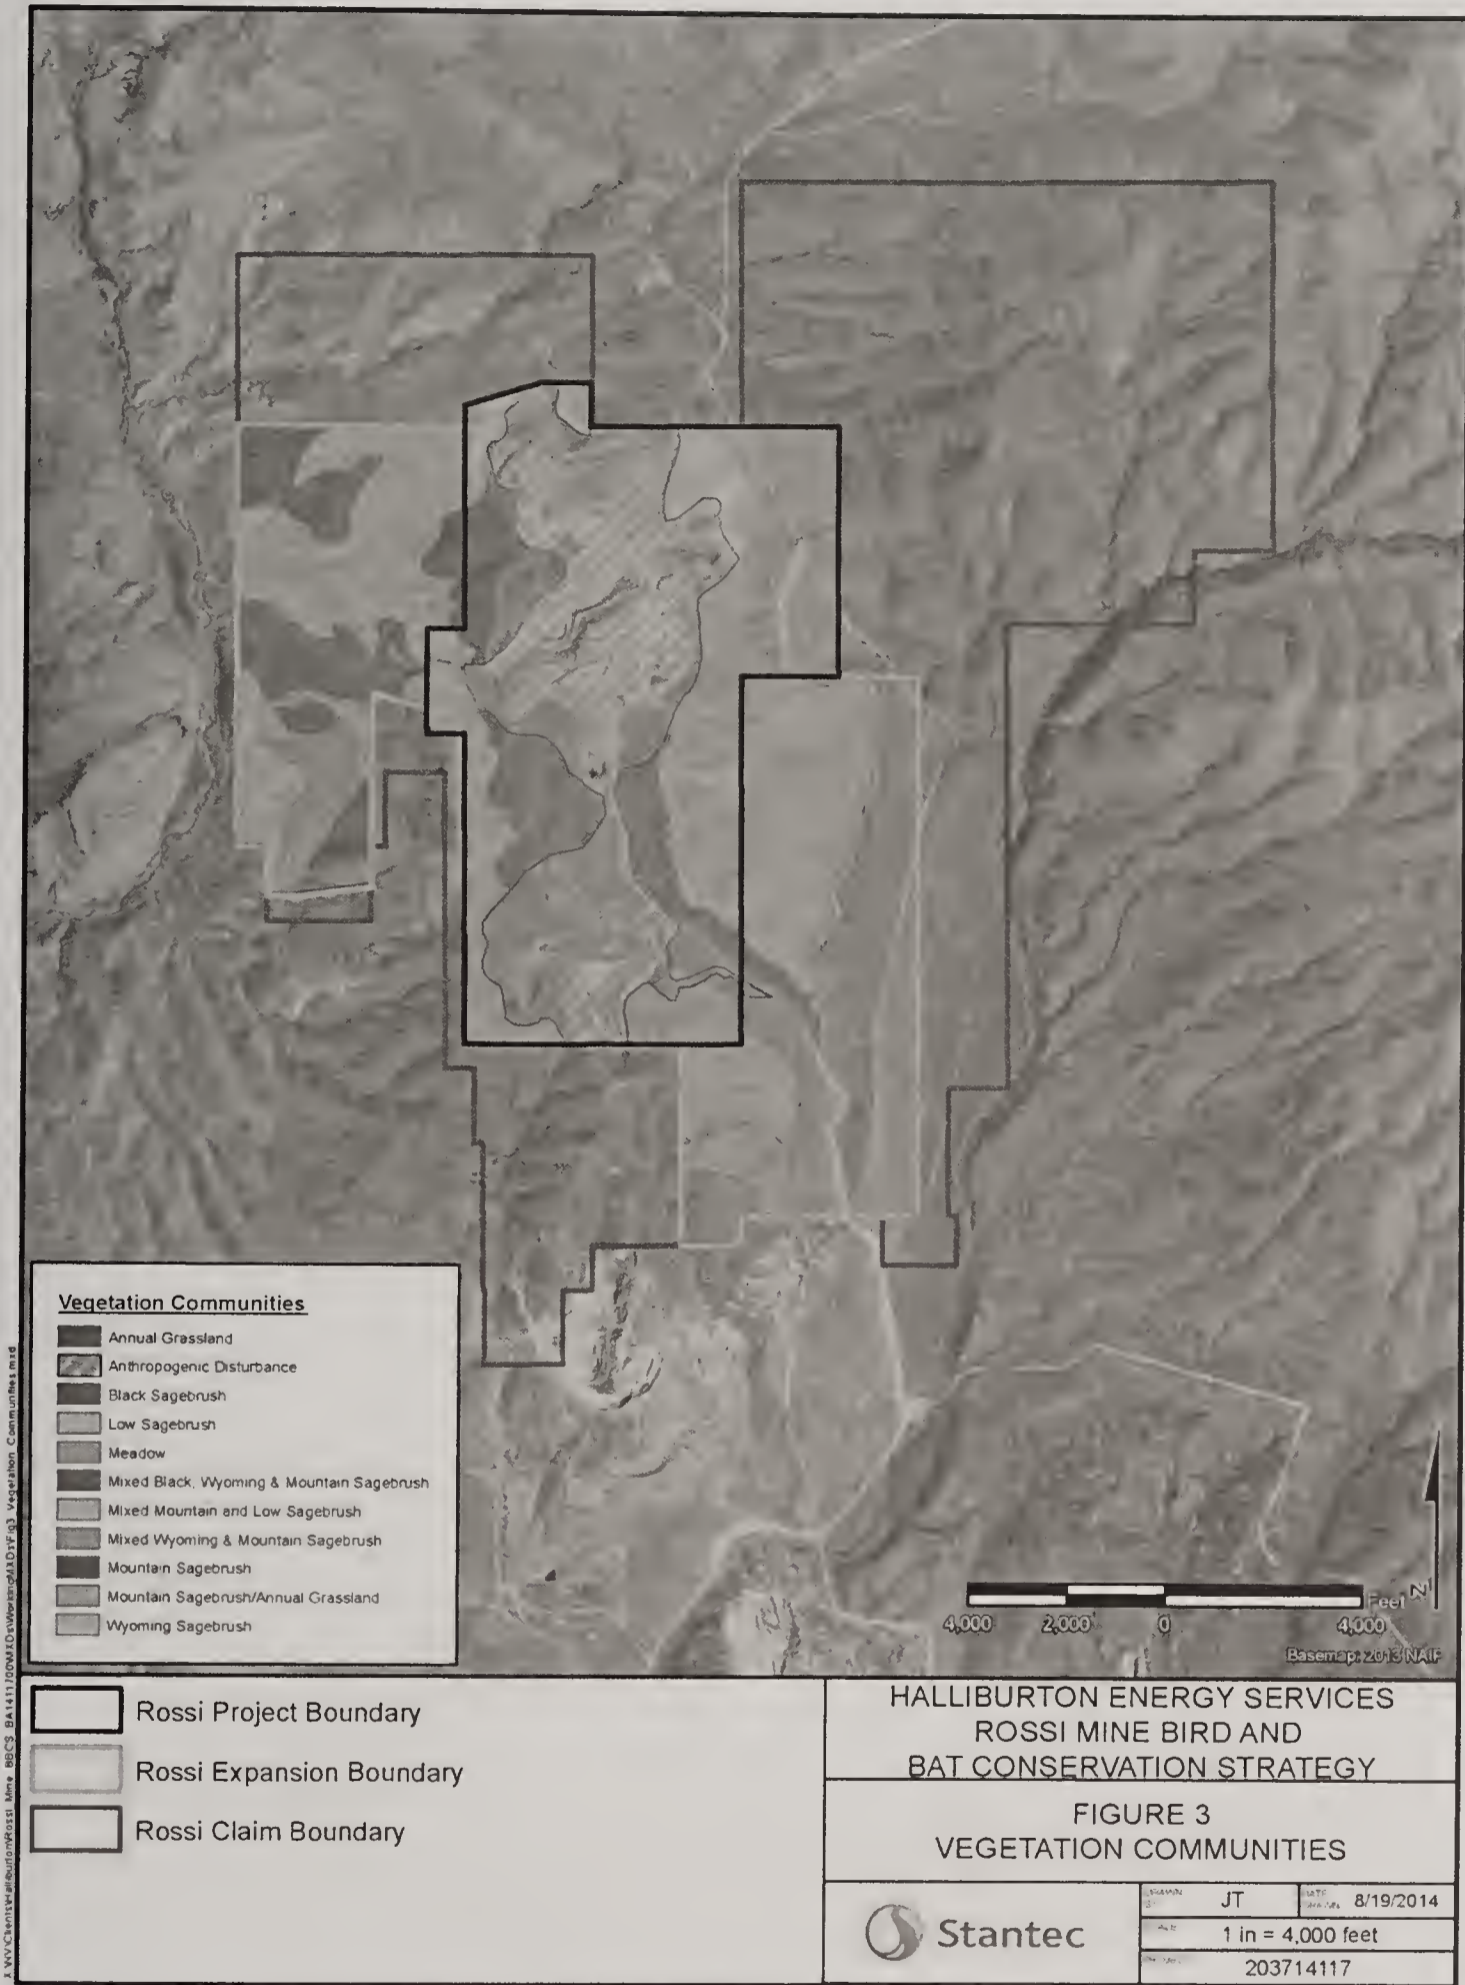 Vegetation Communities
Annual Grassland
Anthropogenic Disturbance
Black Sagebrush
Low Sagebrush
Meadow
Mixed Black, Wyoming & Mountain Sagebrush
Mixed Mountain and Low Sagebrush
Mixed Wyoming & Mountain Sagebrush
Mountain Sagebrush
Mountain Sagebrush/Annual Grassland
Wyoming Sagebrush
Feet
N
4,000 2,000 0 4,000
Basemap: 2013 NAIP
Rossi Project Boundary
Rossi Expansion Boundary
Rossi Claim Boundary
HALLIBURTON ENERGY SERVICES
ROSSI MINE BIRD AND
BAT CONSERVATION STRATEGY
FIGURE 3
VEGETATION COMMUNITIES
Stantec
JT
8/19/2014
1 in = 4,000 feet
203714117